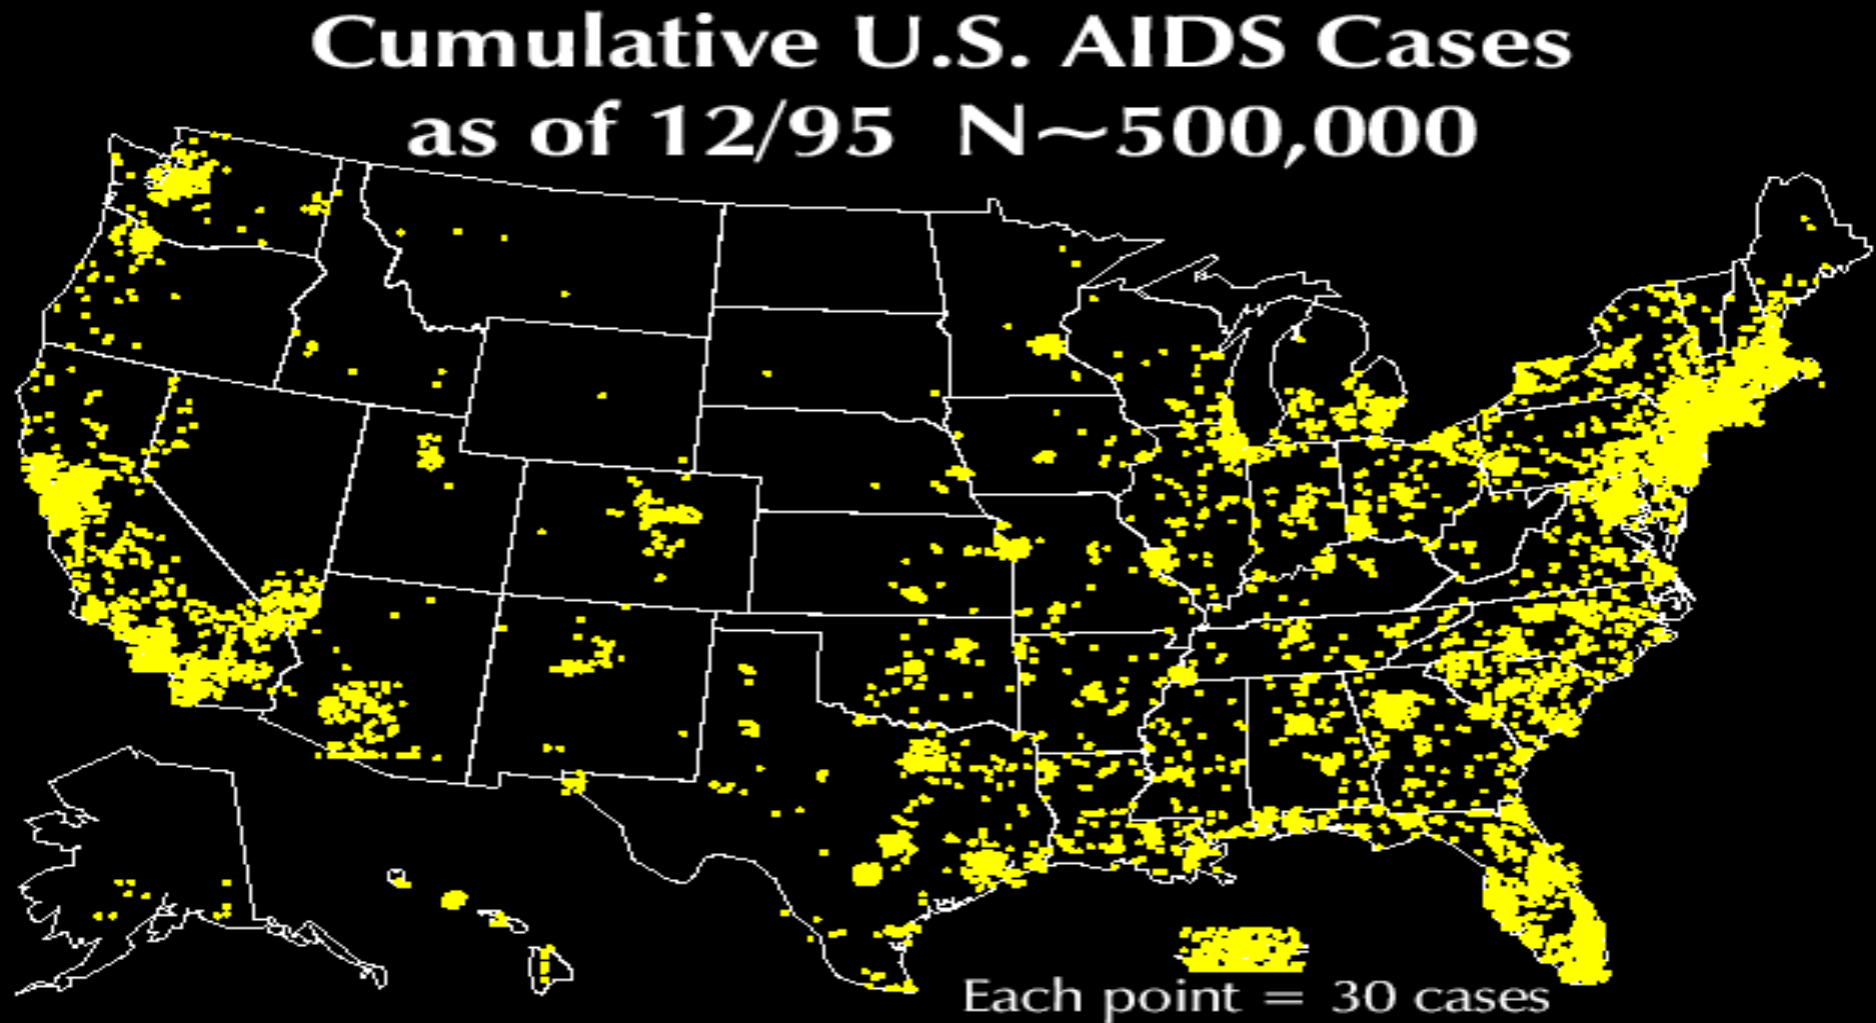 Cumulative U.S. AIDS Cases
as of 12/95 N~500,000
Each point = 30 cases